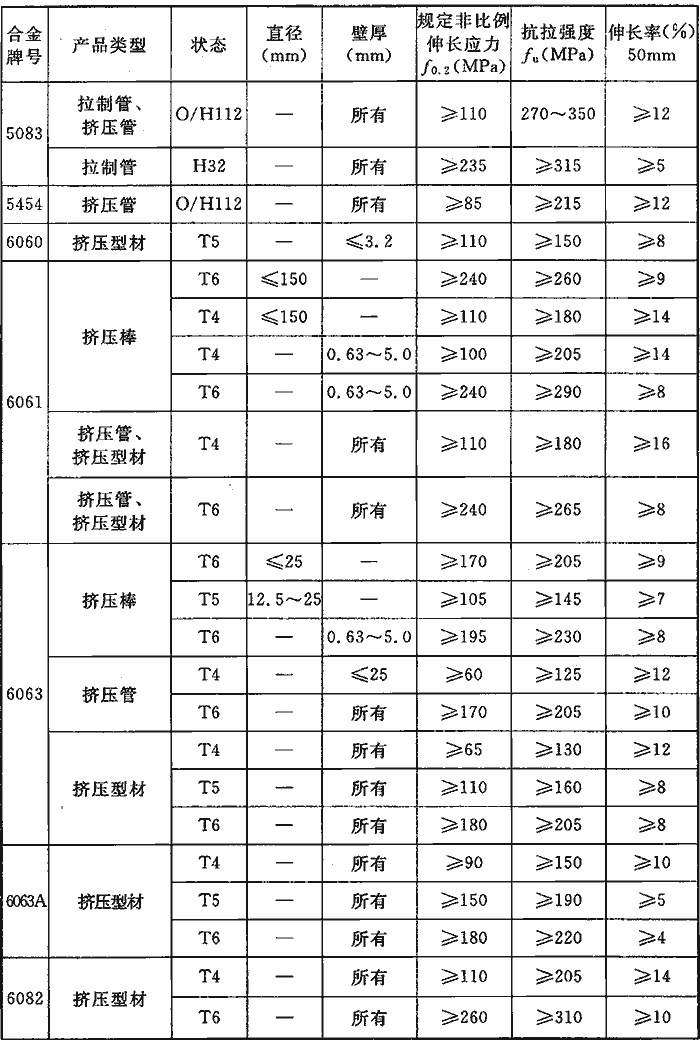 合金牌号 产品类型 状态 直径(mm) 壁厚(mm) 规定非比例伸长应力f0.2(MPa) 抗拉强度fu(MPa) 伸长率(%)50mm
5083 拉制管、挤压管 O/H112 — 所有 ≥110 270～350 ≥12
拉制管 H32 — 所有 ≥235 ≥315 ≥5
5454 挤压管 O/H112 — 所有 ≥85 ≥215 ≥12
6060 挤压型材 T5 — ≤3.2 ≥110 ≥150 ≥8
6061 挤压棒 T6 ≤150 — ≥240 ≥260 ≥9
T4 ≤150 — ≥110 ≥180 ≥14
T4 — 0.63～5.0 ≥100 ≥205 ≥14
T6 — 0.63～5.0 ≥240 ≥290 ≥8
挤压管、挤压型材 T4 — 所有 ≥110 ≥180 ≥16
挤压管、挤压型材 T6 — 所有 ≥240 ≥265 ≥8
6063 挤压棒 T6 ≤25 — ≥170 ≥205 ≥9
T5 12.5～25 — ≥105 ≥145 ≥7
T6 — 0.63～5.0 ≥195 ≥230 ≥8
挤压管 T4 — ≤25 ≥60 ≥125 ≥12
T6 — 所有 ≥170 ≥205 ≥10
挤压型材 T4 — 所有 ≥65 ≥130 ≥12
T5 — 所有 ≥110 ≥160 ≥8
T6 — 所有 ≥180 ≥205 ≥8
6063A 挤压型材 T4 — 所有 ≥90 ≥150 ≥10
T5 — 所有 ≥150 ≥190 ≥5
T6 — 所有 ≥180 ≥220 ≥4
6082 挤压型材 T4 — 所有 ≥110 ≥205 ≥14
T6 — 所有 ≥260 ≥310 ≥10